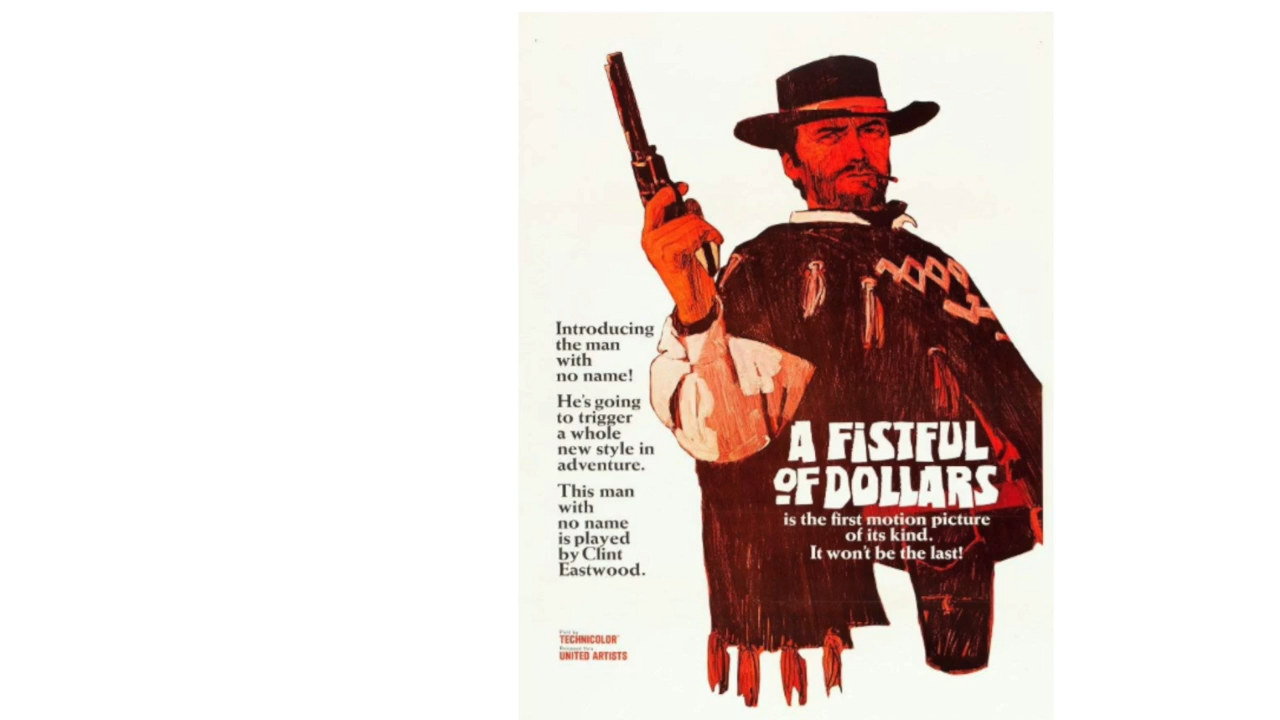 Introducing
the man
with
no name!
He's going
to trigger
a whole
new style in
adventure.
This man
with
no name
is played
by Clint
Eastwood.
A FiSTFUL
OF DOLLARS
is the first motion picture
of its kind.
It won't be the last!
TECHNICOLOR®
UNITED ARTISTS